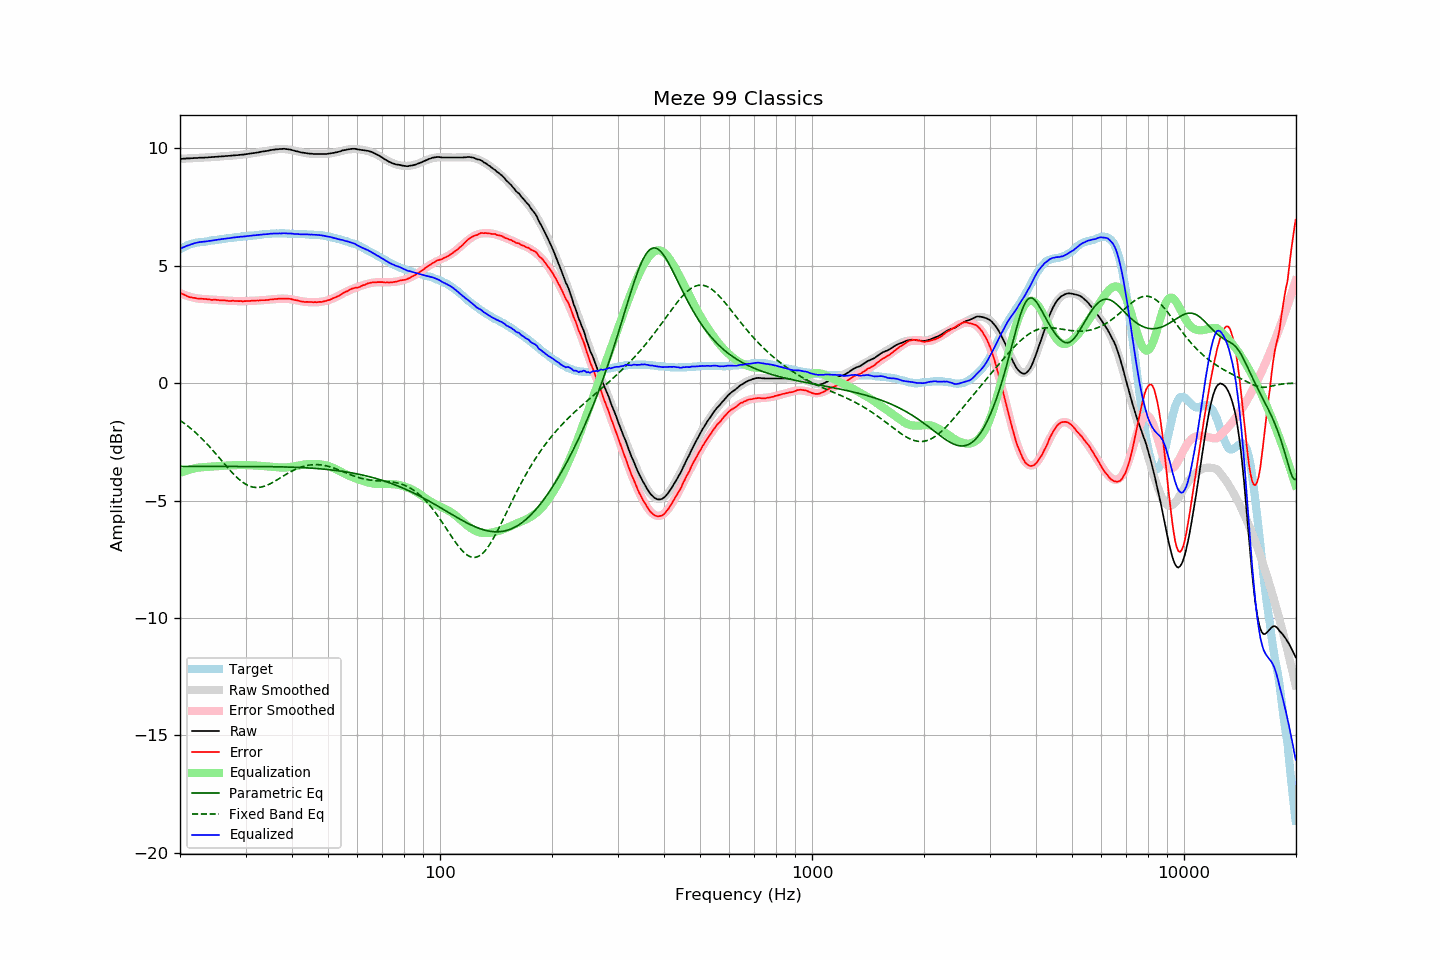 Meze 99 Classics
10
5
0
−5
−10
−15
−20
Amplitude (dBr)
Target
Raw Smoothed
Error Smoothed
Raw
Error
Equalization
Parametric Eq
Fixed Band Eq
Equalized
100
1000
10000
Frequency (Hz)